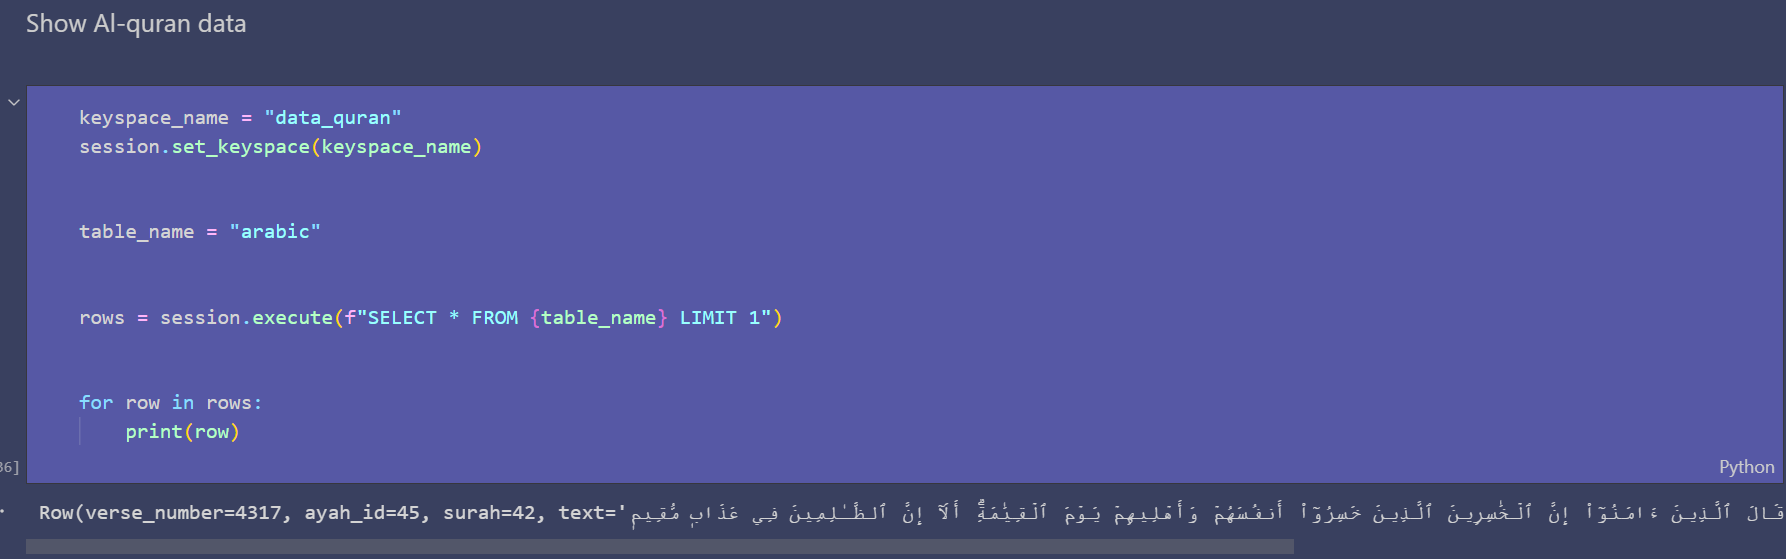 Show Al-quran data
keyspace_name = "data_quran"
session.set_keyspace(keyspace_name)
table_name = "arabic"
rows = session.execute(f"SELECT * FROM {table_name} LIMIT 1")
for row in rows:
    print(row)
36]
Python
Row(verse_number=4317, ayah_id=45, surah=42, text='قَالَ ٱلَّذِينَ ءَامَنُوٓا۟ إِنَّ ٱلْخَٰسِرِينَ ٱلَّذِينَ خَسِرُوٓا۟ أَنفُسَهُمْ وَأَهْلِيهِمْ يَوْمَ ٱلْقِيَٰمَةِ ۗ أَلَآ إِنَّ ٱلظَّٰلِمِينَ فِى عَذَابٍ مُّقِيمٍ